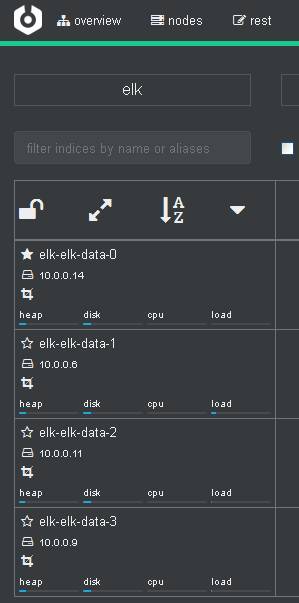 overview nodes rest
elk
filter indices by name or aliases
A
Z
elk-elk-data-0
10.0.0.14
heap disk cpu load
elk-elk-data-1
10.0.0.6
heap disk cpu load
elk-elk-data-2
10.0.0.11
heap disk cpu load
elk-elk-data-3
10.0.0.9
heap disk cpu load